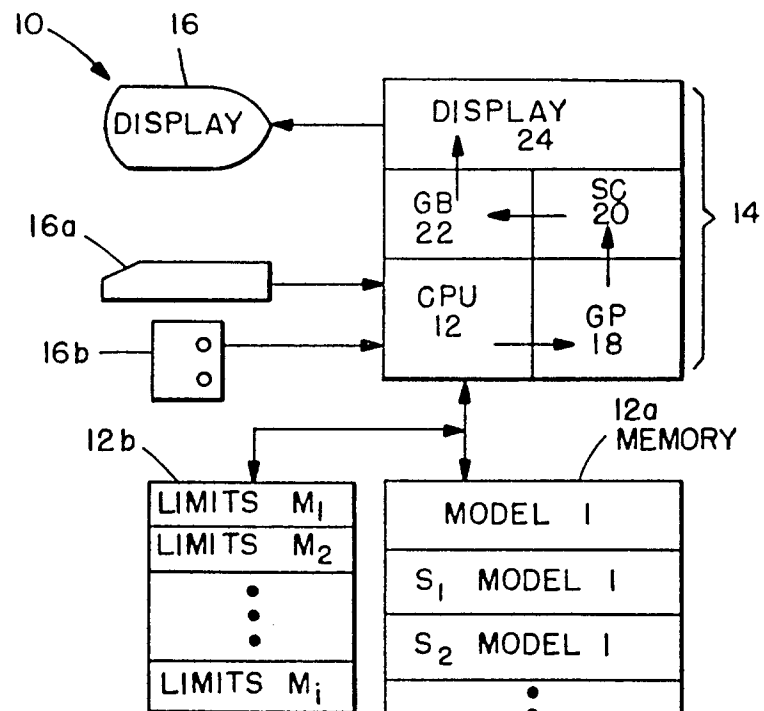 10
16
DISPLAY
DISPLAY
24
GB
22
SC
20
14
16a
CPU
12
GP
18
16b
12a
MEMORY
12b
LIMITS M₁
LIMITS M₂
LIMITS Mᵢ
MODEL 1
S₁ MODEL 1
S₂ MODEL 1